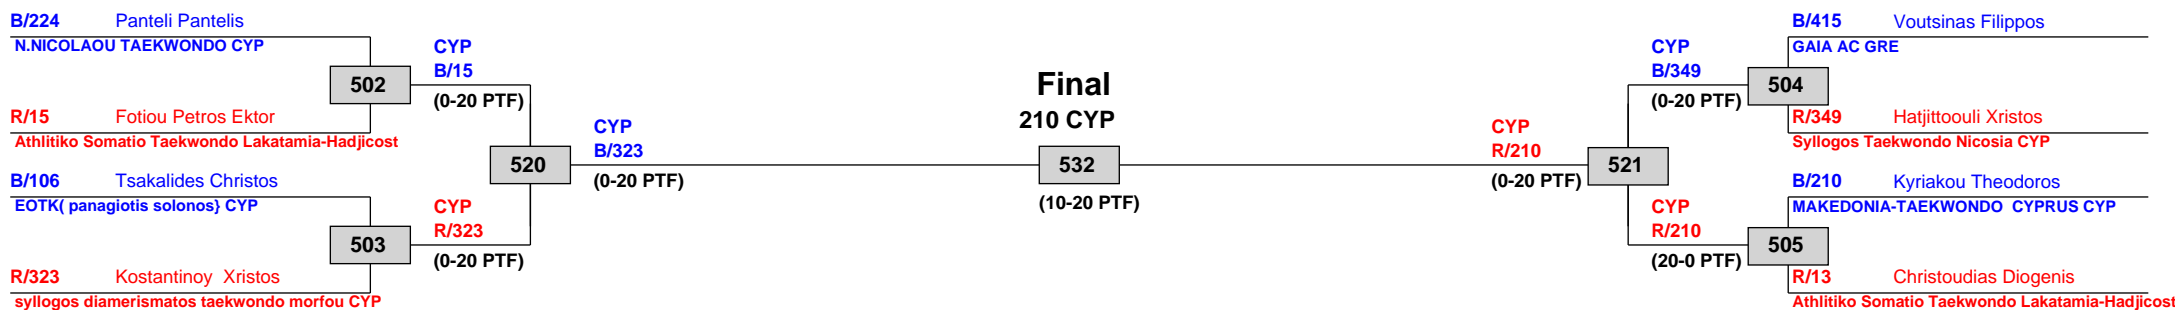 B/224 Panteli Pantelis
N.NICOLAOU TAEKWONDO CYP
502
R/15 Fotiou Petros Ektor
Athlitiko Somatio Taekwondo Lakatamia-Hadjicost
B/106 Tsakalides Christos
EOTK( panagiotis solonos} CYP
503
R/323 Kostantinoy Xristos
syllogos diamerismatos taekwondo morfou CYP
CYP
B/15
(0-20 PTF)
CYP
R/323
(0-20 PTF)
520
CYP
B/323
(0-20 PTF)
Final
210 CYP
532
(10-20 PTF)
CYP
R/210
(0-20 PTF)
521
CYP
B/349
(0-20 PTF)
CYP
R/210
(20-0 PTF)
B/415 Voutsinas Filippos
GAIA AC GRE
504
R/349 Hatjittoouli Xristos
Syllogos Taekwondo Nicosia CYP
B/210 Kyriakou Theodoros
MAKEDONIA-TAEKWONDO CYPRUS CYP
505
R/13 Christoudias Diogenis
Athlitiko Somatio Taekwondo Lakatamia-Hadjicost